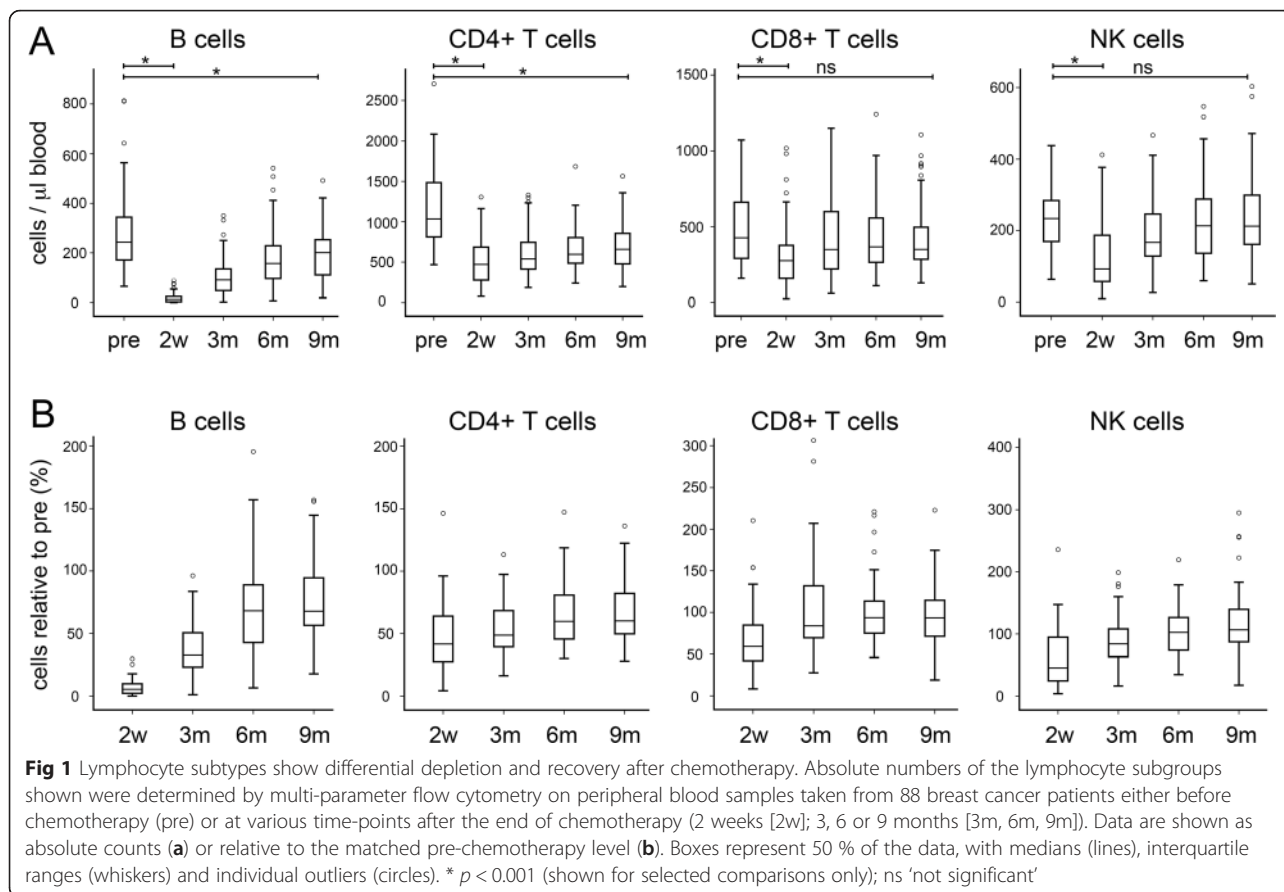 A
B cells
CD4+ T cells
CD8+ T cells
NK cells
* * * * * ns * ns
cells / µl blood
800
600
400
200
0
2500
2000
1500
1000
500
0
1500
1000
500
0
600
400
200
0
pre 2w 3m 6m 9m
pre 2w 3m 6m 9m
pre 2w 3m 6m 9m
pre 2w 3m 6m 9m
B
B cells
CD4+ T cells
CD8+ T cells
NK cells
cells relative to pre (%)
200
150
100
50
0
200
150
100
50
0
300
250
200
150
100
50
0
400
300
200
100
0
2w 3m 6m 9m
2w 3m 6m 9m
2w 3m 6m 9m
2w 3m 6m 9m
Fig 1 Lymphocyte subtypes show differential depletion and recovery after chemotherapy. Absolute numbers of the lymphocyte subgroups
shown were determined by multi-parameter flow cytometry on peripheral blood samples taken from 88 breast cancer patients either before
chemotherapy (pre) or at various time-points after the end of chemotherapy (2 weeks [2w]; 3, 6 or 9 months [3m, 6m, 9m]). Data are shown as
absolute counts (a) or relative to the matched pre-chemotherapy level (b). Boxes represent 50 % of the data, with medians (lines), interquartile
ranges (whiskers) and individual outliers (circles). * p < 0.001 (shown for selected comparisons only); ns 'not significant'